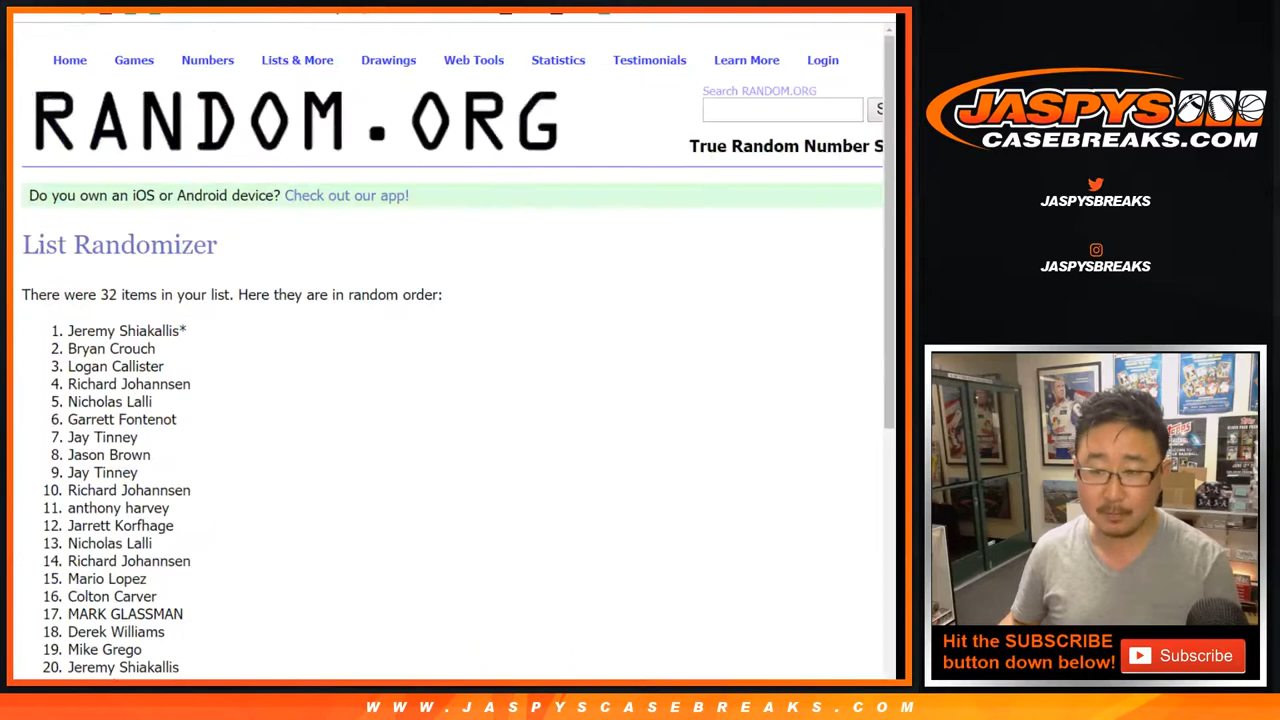 Home Games Numbers Lists & More Drawings Web Tools Statistics Testimonials Learn More Login
RANDOM.ORG
Search RANDOM.ORG
True Random Number S
Do you own an iOS or Android device? Check out our app!
List Randomizer
There were 32 items in your list. Here they are in random order:
1. Jeremy Shiakallis*
2. Bryan Crouch
3. Logan Callister
4. Richard Johannsen
5. Nicholas Lalli
6. Garrett Fontenot
7. Jay Tinney
8. Jason Brown
9. Jay Tinney
10. Richard Johannsen
11. anthony harvey
12. Jarrett Korfhage
13. Nicholas Lalli
14. Richard Johannsen
15. Mario Lopez
16. Colton Carver
17. MARK GLASSMAN
18. Derek Williams
19. Mike Grego
20. Jeremy Shiakallis
JASPYS
CASEBREAKS.COM
JASPYSBREAKS
JASPYSBREAKS
Hit the SUBSCRIBE
button down below!
Subscribe
WWW.JASPYSCASEBREAKS.COM